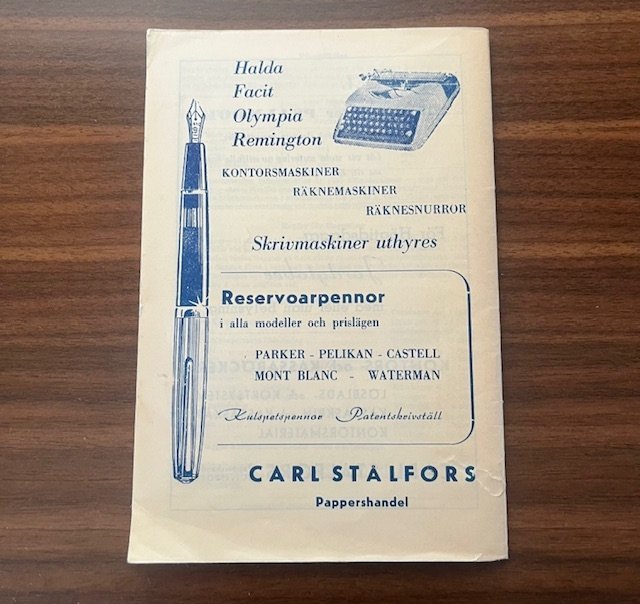 Halda
Facit
Olympia
Remington
KONTORSMASKINER
RÄKNEMASKINER
RÄKNESNURROR
Skrivmaskiner uthyres
Reservoarpennor
i alla modeller och prislägen
PARKER - PELIKAN - CASTELL
MONT BLANC - WATERMAN
Kulspetspennor Patentskrivställ
CARL STÅLFORS
Pappershandel